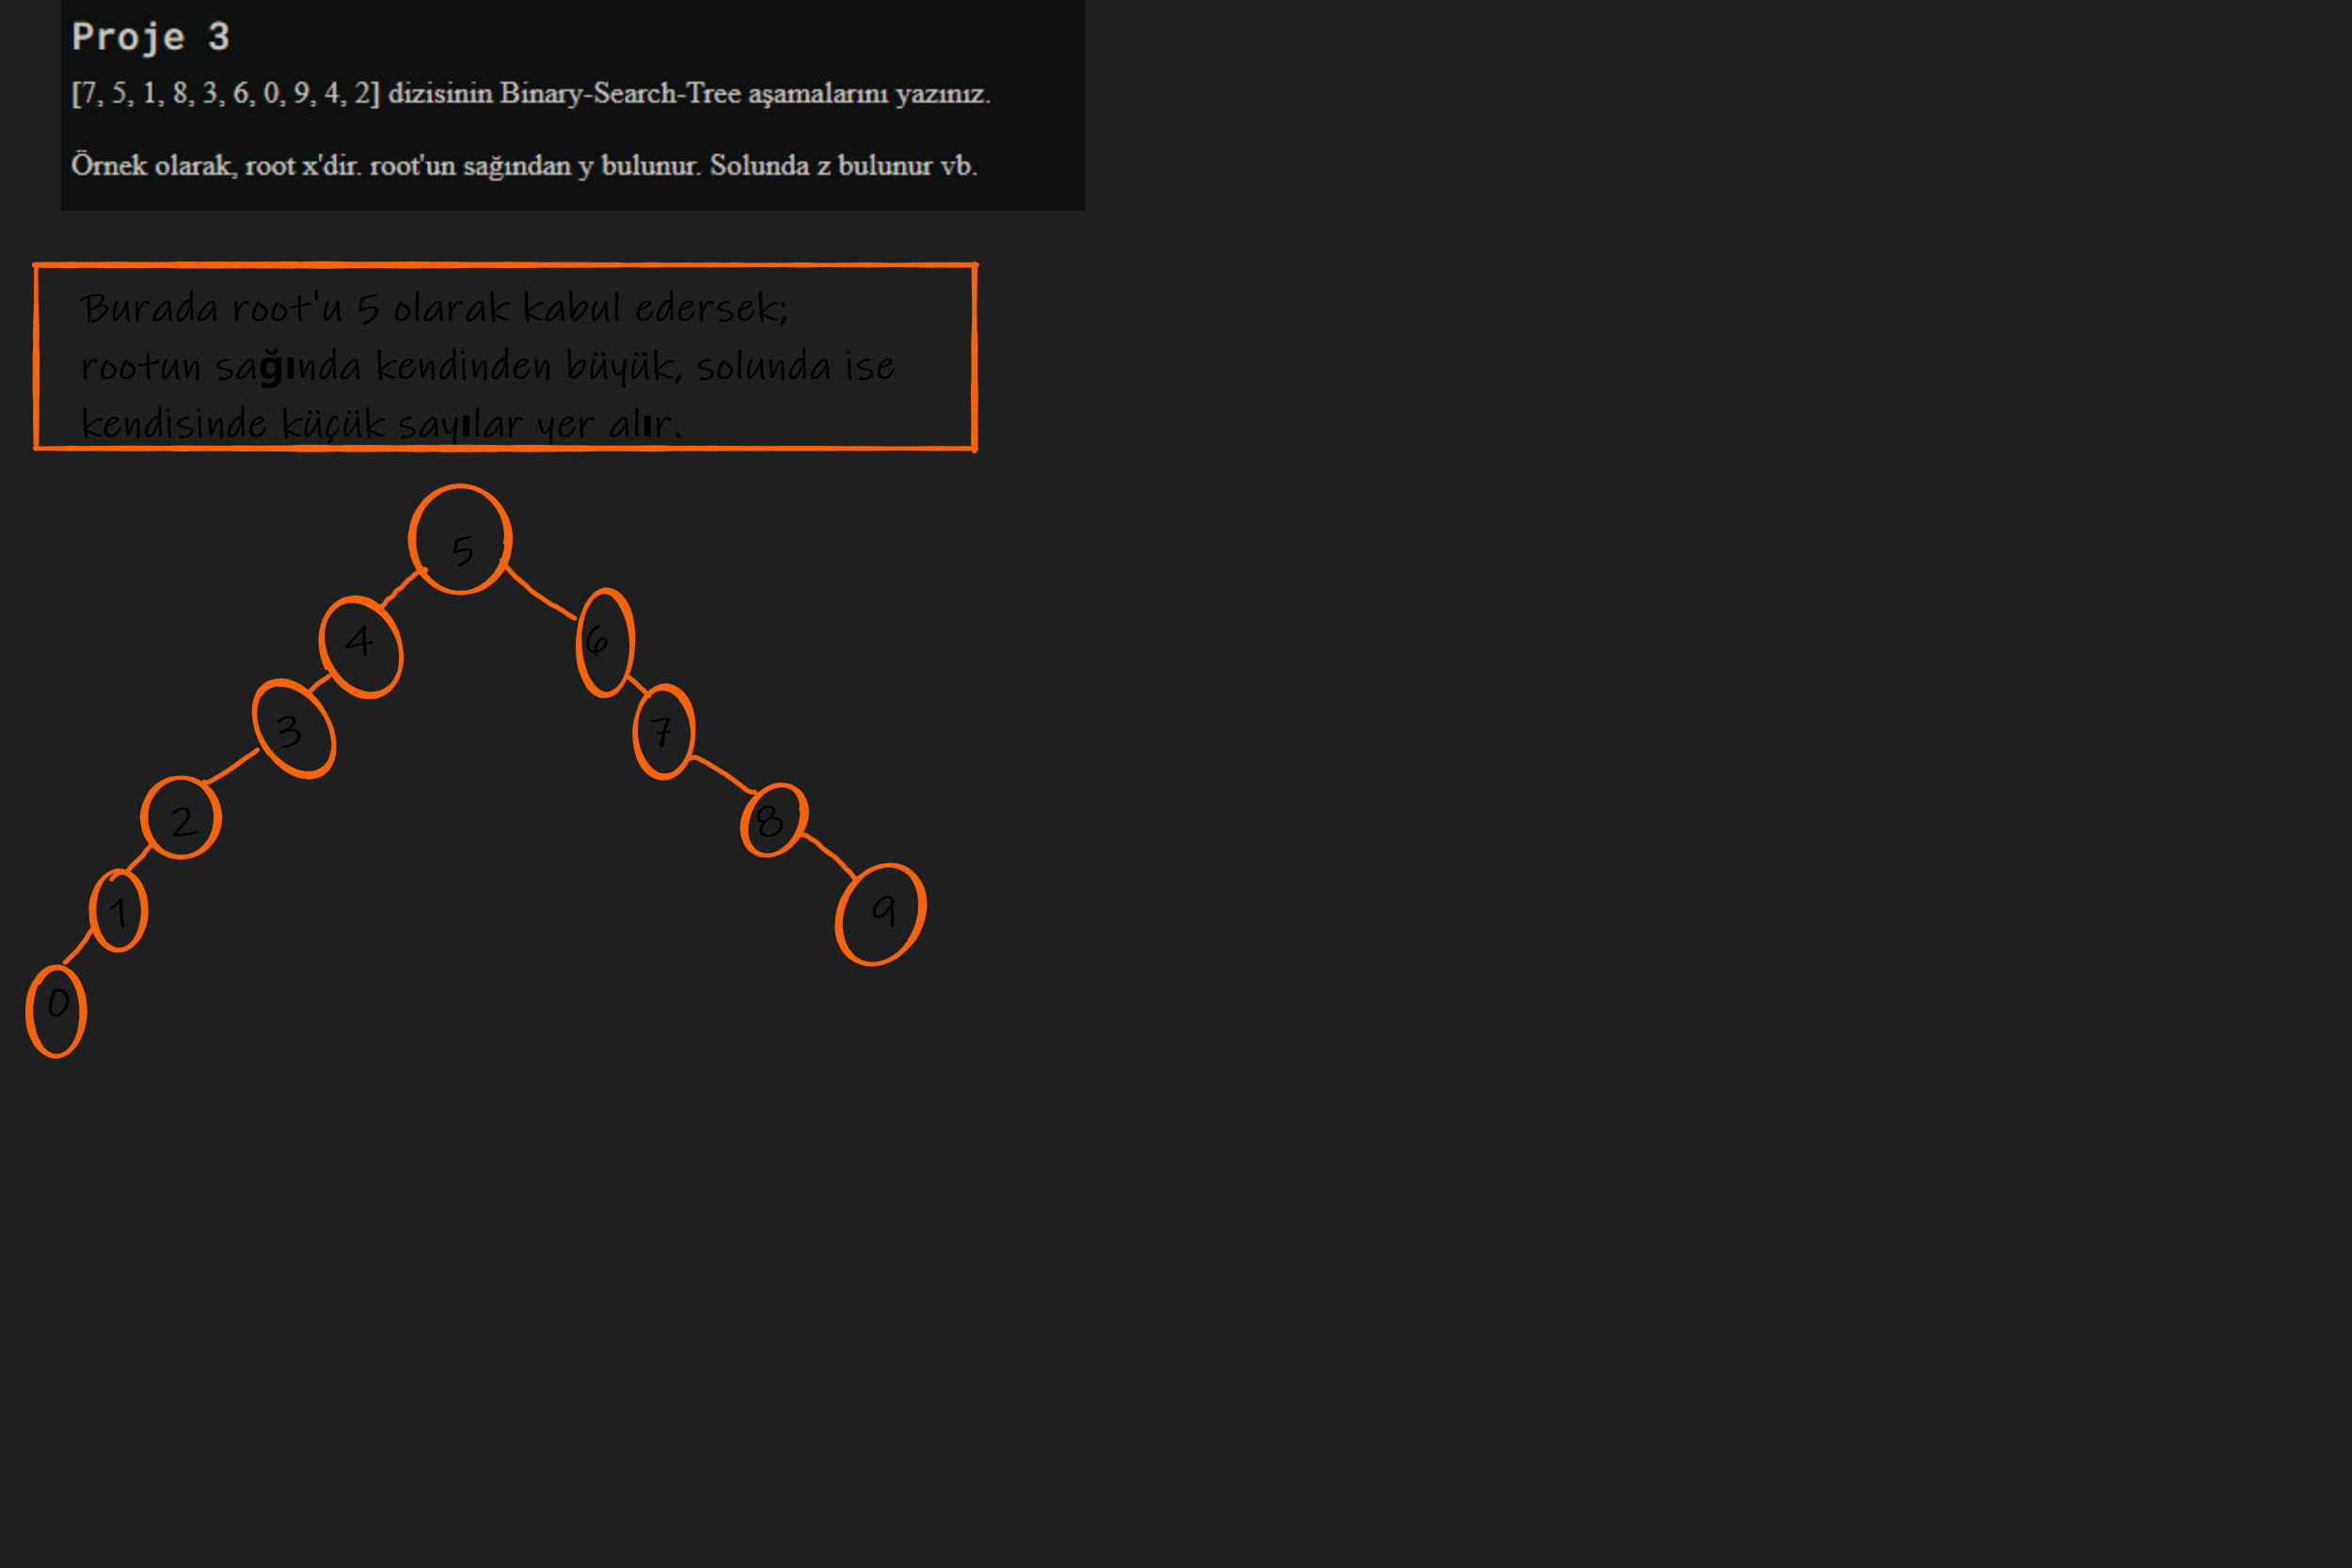 Proje 3
[7, 5, 1, 8, 3, 6, 0, 9, 4, 2] dizisinin Binary-Search-Tree aşamalarını yazınız.
Örnek olarak, root x'dir. root'un sağından y bulunur. Solunda z bulunur vb.
Burada root'u 5 olarak kabul edersek;
rootun sağında kendinden büyük, solunda ise
kendisinde küçük sayılar yer alır.
5
4
6
3
7
2
8
1
9
0